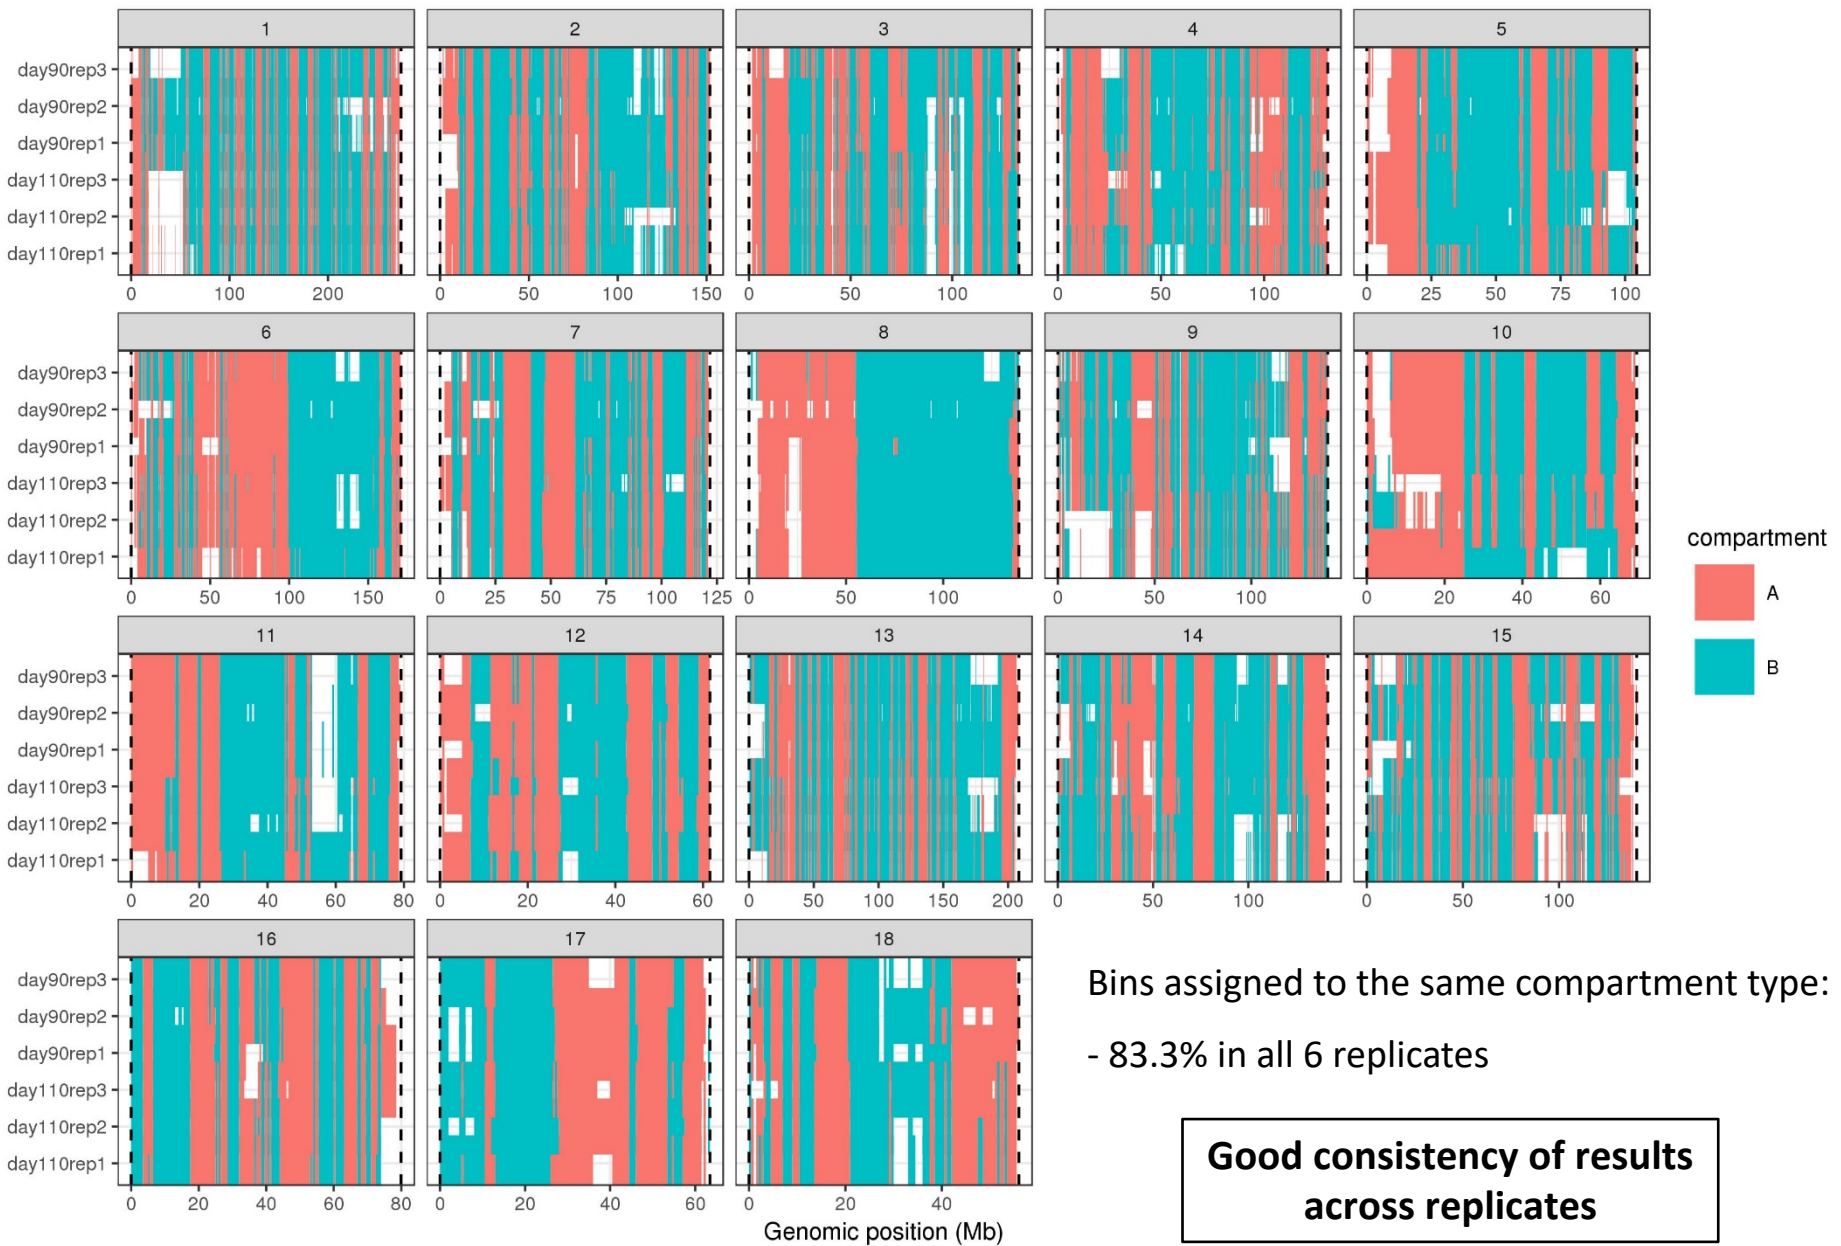 1 2 3 4 5
day90rep3
day90rep2
day90rep1
day110rep3
day110rep2
day110rep1
0 100 200 0 50 100 150 0 50 100 0 50 100 0 25 50 75 100
6 7 8 9 10
day90rep3
day90rep2
day90rep1
day110rep3
day110rep2
day110rep1
0 50 100 150 0 25 50 75 100 125 0 50 100 0 50 100 0 20 40 60
compartment
A
B
11 12 13 14 15
day90rep3
day90rep2
day90rep1
day110rep3
day110rep2
day110rep1
0 20 40 60 80 0 20 40 60 0 50 100 150 200 0 50 100 0 50 100
16 17 18
day90rep3
day90rep2
day90rep1
day110rep3
day110rep2
day110rep1
0 20 40 60 80 0 20 40 60 0 20 40
Genomic position (Mb)
Bins assigned to the same compartment type:
- 83.3% in all 6 replicates
Good consistency of results
across replicates